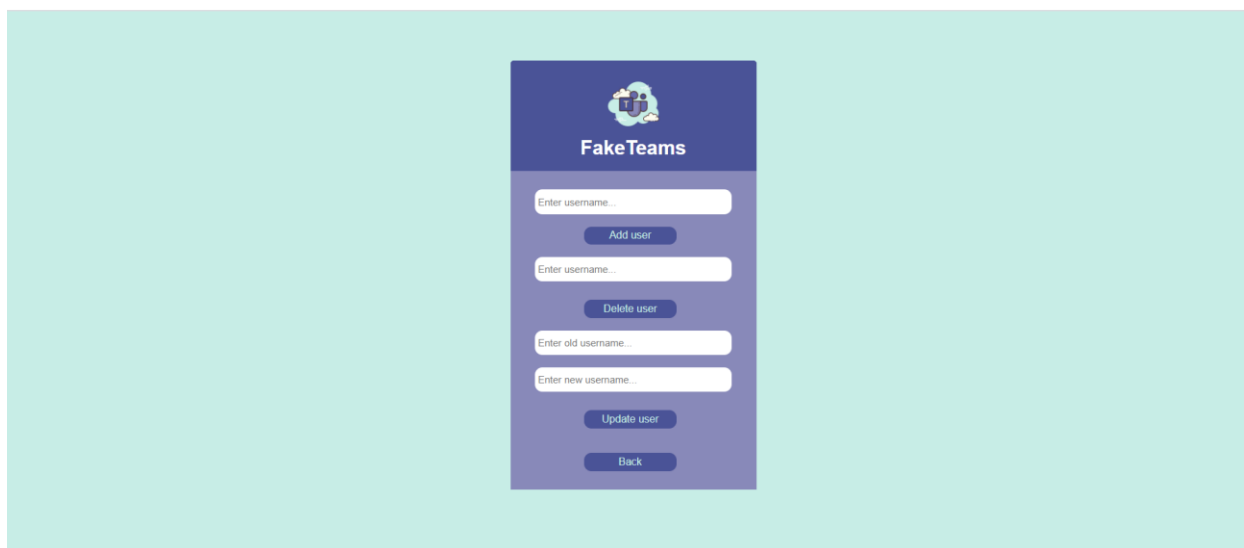 T
FakeTeams
Enter username...
Add user
Enter username...
Delete user
Enter old username...
Enter new username...
Update user
Back